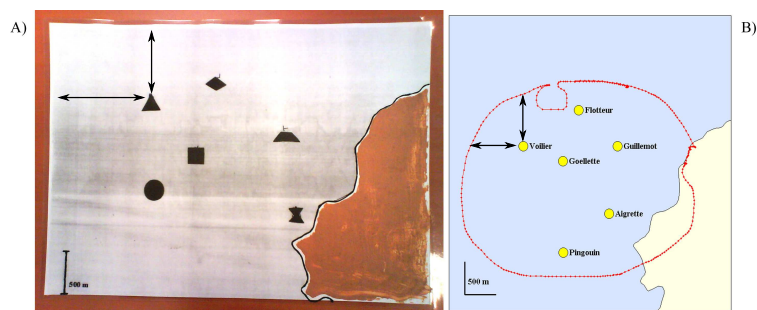 A)
500 m
B)
Flotteur
Voilier
Guillemot
Goellette
Aigrette
Pingouin
500 m